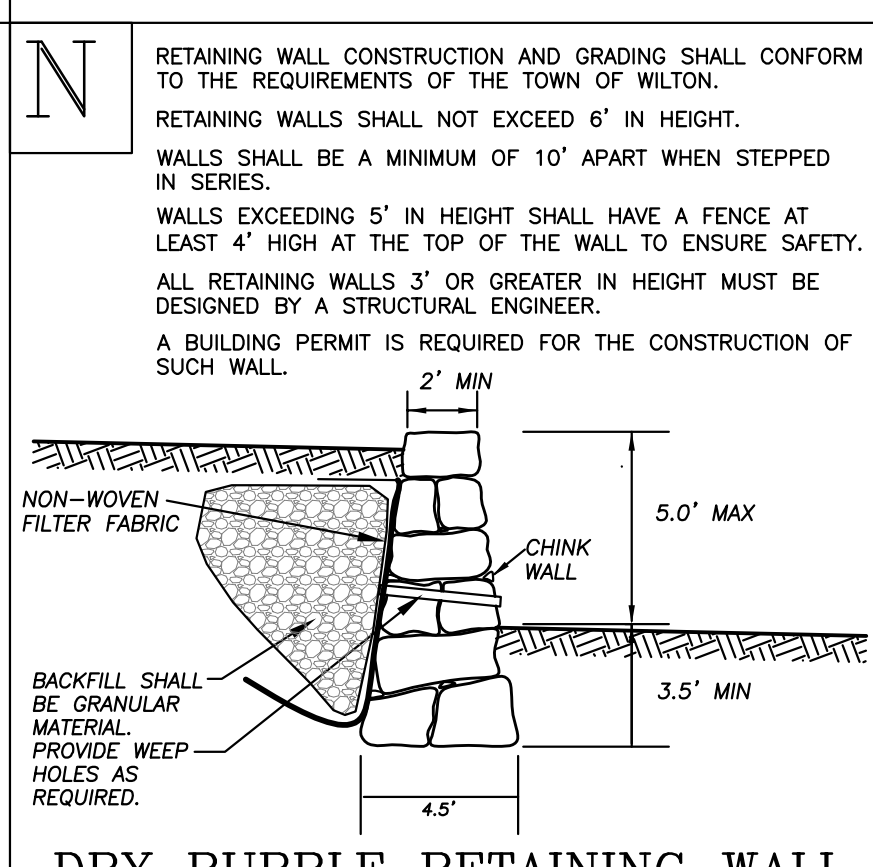 N
RETAINING WALL CONSTRUCTION AND GRADING SHALL CONFORM
TO THE REQUIREMENTS OF THE TOWN OF WILTON.
RETAINING WALLS SHALL NOT EXCEED 6' IN HEIGHT.
WALLS SHALL BE A MINIMUM OF 10' APART WHEN STEPPED
IN SERIES.
WALLS EXCEEDING 5' IN HEIGHT SHALL HAVE A FENCE AT
LEAST 4' HIGH AT THE TOP OF THE WALL TO ENSURE SAFETY.
ALL RETAINING WALLS 3' OR GREATER IN HEIGHT MUST BE
DESIGNED BY A STRUCTURAL ENGINEER.
A BUILDING PERMIT IS REQUIRED FOR THE CONSTRUCTION OF
SUCH WALL.
2' MIN
NON-WOVEN
FILTER FABRIC
5.0' MAX
CHINK
WALL
3.5' MIN
BACKFILL SHALL
BE GRANULAR
MATERIAL.
PROVIDE WEEP
HOLES AS
REQUIRED.
4.5'
DRY RUBBLE RETAINING WALL